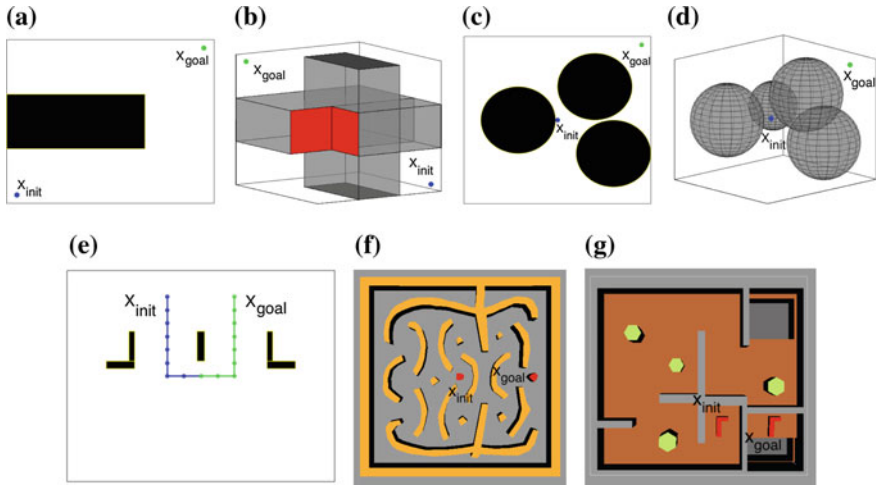 (a)
X_goal
X_init
(b)
X_goal
X_init
(c)
X_goal
X_init
(d)
X_goal
X_init
(e)
X_init
X_goal
(f)
X_goal
X_init
(g)
X_init
X_goal